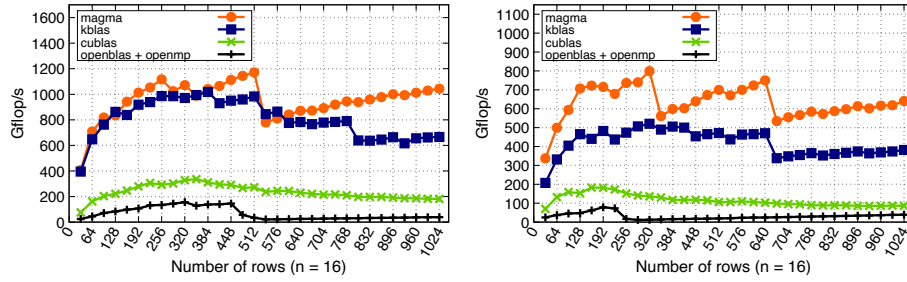 1600
1400
1200
1000
800
600
400
200
0
Gflop/s
magma
kblas
cublas
openblas + openmp
0 64 128 192 256 320 384 448 512 576 640 704 768 832 896 960 1024
Number of rows (n = 16)
1100
1000
900
800
700
600
500
400
300
200
100
0
Gflop/s
magma
kblas
cublas
openblas + openmp
0 64 128 192 256 320 384 448 512 576 640 704 768 832 896 960 1024
Number of rows (n = 16)